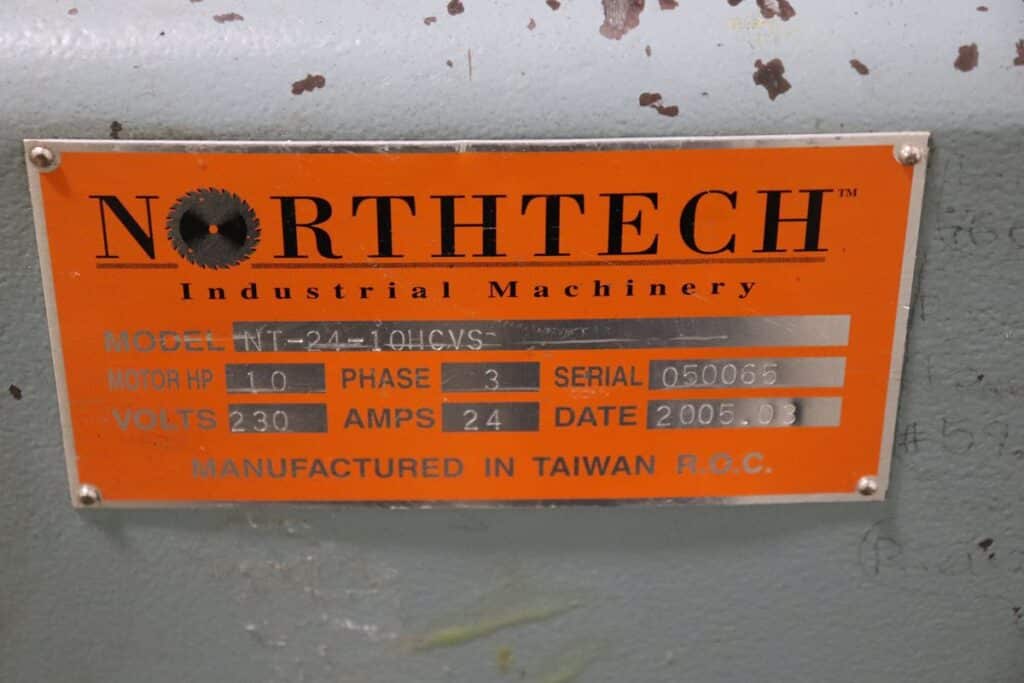 NORTHTECH™
Industrial Machinery
MODEL NT-24-10HCVS
MOTOR HP 10 PHASE 3 SERIAL 050065
VOLTS 230 AMPS 24 DATE 2005.03
MANUFACTURED IN TAIWAN R.O.C.